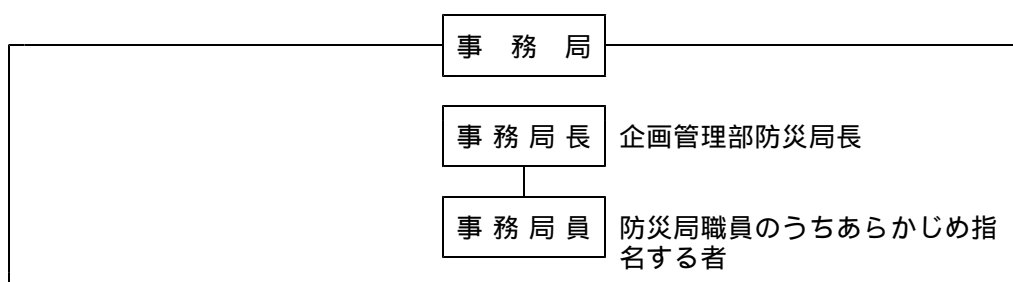 事　務　局
事務局長 企画管理部防災局長
事務局員 防災局職員のうちあらかじめ指
名する者